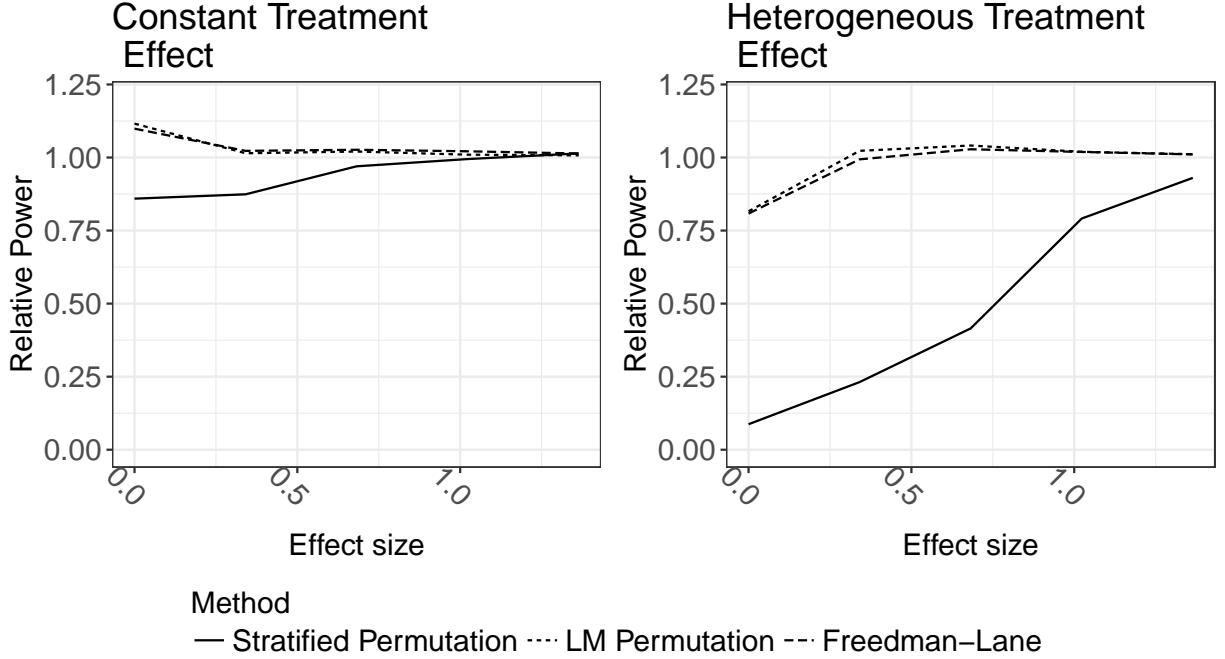 Constant Treatment
Effect
Relative Power
1.25
1.00
0.75
0.50
0.25
0.00
0.0
0.5
1.0
Effect size
Heterogeneous Treatment
Effect
Relative Power
1.25
1.00
0.75
0.50
0.25
0.00
0.0
0.5
1.0
Effect size
Method
Stratified Permutation LM Permutation Freedman−Lane